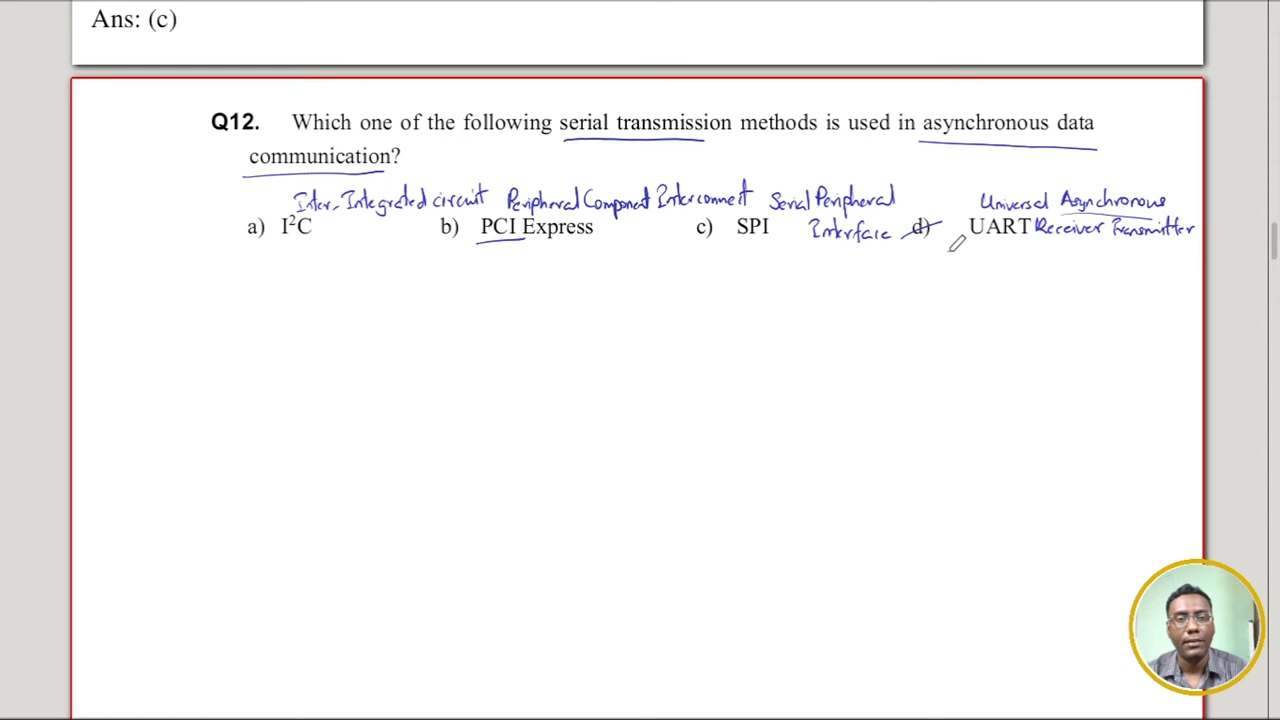 Ans: (c)
Q12. Which one of the following serial transmission methods is used in asynchronous data
communication?
Inter-Integrated circuit Peripheral Component Interconnect Serial Peripheral Universal Asynchronous
a) I²C b) PCI Express c) SPI Interface d) UART Receiver Transmitter